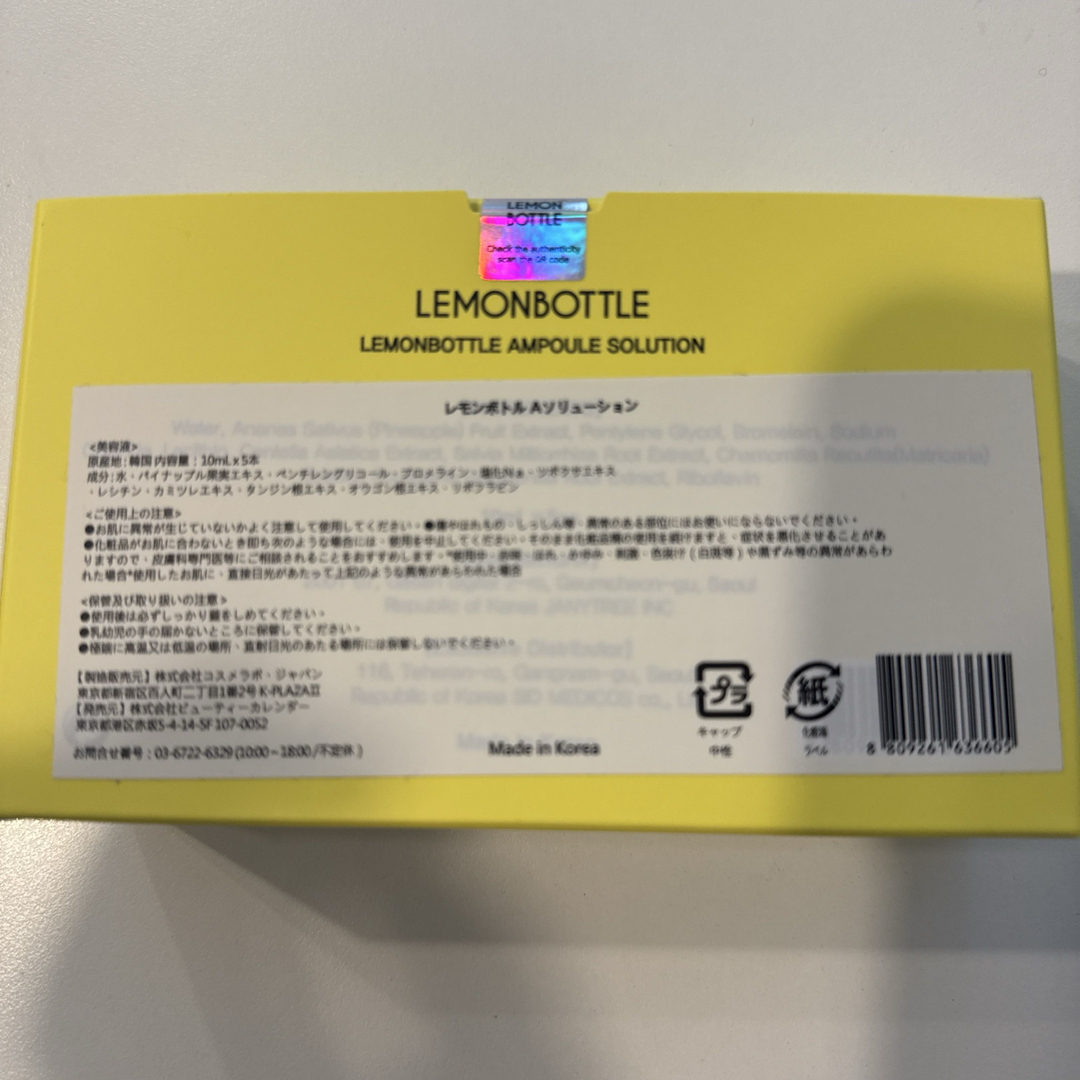 LEMON
BOTTLE
Check the authenticity
scan the QR code
LEMONBOTTLE
LEMONBOTTLE AMPOULE SOLUTION
レモンボトル Aソリューション
Water, Ananas Sativus (Pineapple) Fruit Extract, Pentylene Glycol, Bromelain, Sodium
<美容液>
原産地 : 韓国 内容量 : 10mL x 5本
成分 : 水・パイナップル果実エキス・ペンチレングリコール・ブロメライン・塩化Na・ツボクサエキス
・レシチン・カミツレエキス・タンジン根エキス・オウゴン根エキス・リボフラビン
<ご使用上の注意>
●お肌に異常が生じていないかよく注意して使用してください。●傷やはれもの、しっしん等、異常のある部位にはお使いにならないでください。
●化粧品がお肌に合わないとき即ち次のような場合には、使用を中止してください。そのまま化粧品類の使用を続けますと、症状を悪化させることがあ
りますので、皮膚科専門医等にご相談されることをおすすめします。*使用中、赤味、はれ、かゆみ、刺激、色抜け ( 白斑等 ) や黒ずみ等の異常があらわ
れた場合*使用したお肌に、直接日光があたって上記のような異常があらわれた場合
<保管及び取り扱いの注意>
●使用後は必ずしっかり蓋をしめてください。
●乳幼児の手の届かないところに保管してください。
●極端に高温又は低温の場所、直射日光のあたる場所には保管しないでください。
Republic of Korea JANYTREE INC
【製造販売元】株式会社コスメラボ・ジャパン
東京都新宿区百人町二丁目1番2号 K-PLAZAⅡ
【発売元】株式会社ビューティーカレンダー
東京都港区赤坂5-4-14-5F 107-0052
お問合せ番号 : 03-6722-6329 (10:00~18:00 /不定休 )
Made in Korea
プラ
キャップ
中栓
紙
化粧箱
ラベル
8 809261 636605